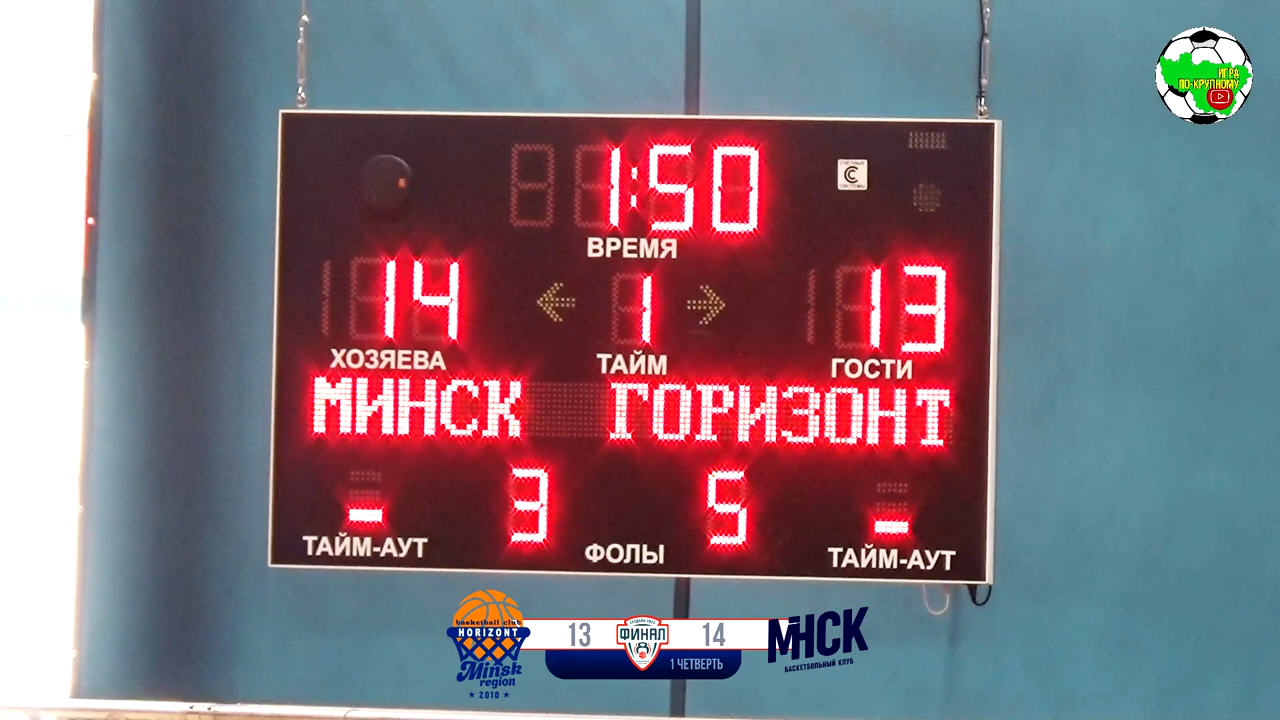 ИГРА
ПО-КРУПНОМУ
1:50
ВРЕМЯ
14 1 13
ХОЗЯЕВА ТАЙМ ГОСТИ
МИНСК ГОРИЗОНТ
3 5
ТАЙМ-АУТ ФОЛЫ ТАЙМ-АУТ
basketball club
HORIZONT
Minsk
region
★ 2010 ★
13 ФИНАЛ 14
1 ЧЕТВЕРТЬ
МИНСК
БАСКЕТБОЛЬНЫЙ КЛУБ